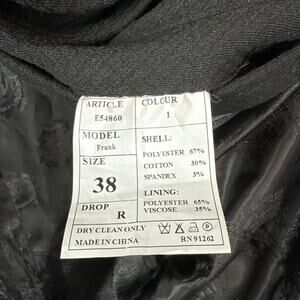 ARTICLE
E54860
COLOUR
1
MODEL
Frank
SIZE
38
DROP
R
SHELL:
POLYESTER 67%
COTTON 30%
SPANDEX 3%
LINING:
POLYESTER 65%
VISCOSE 35%
DRY CLEAN ONLY
MADE IN CHINA
RN 91262